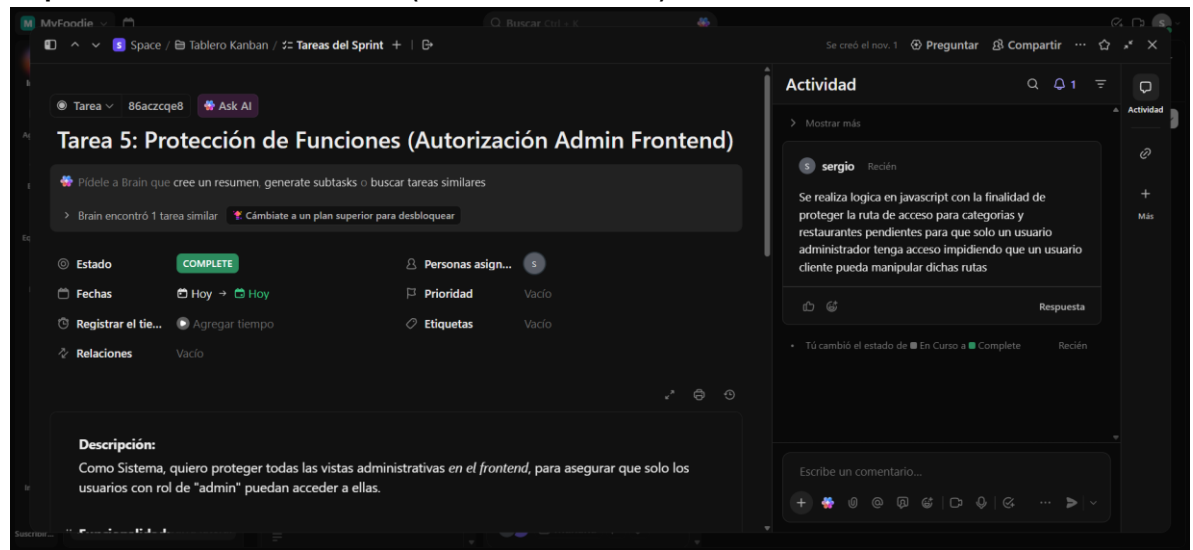 M MyFoodie
Buscar Ctrl + K
S Space / Tablero Kanban / Tareas del Sprint
Se creó el nov. 1 Preguntar Compartir
Tarea 86aczcqe8 Ask AI
Tarea 5: Protección de Funciones (Autorización Admin Frontend)
Pídele a Brain que cree un resumen, generate subtasks o buscar tareas similares
> Brain encontró 1 tarea similar Cámbiate a un plan superior para desbloquear
Estado COMPLETE Personas asign... S
Fechas Hoy → Hoy Prioridad Vacío
Registrar el tie... Agregar tiempo Etiquetas Vacío
Relaciones Vacío
Descripción:
Como Sistema, quiero proteger todas las vistas administrativas en el frontend, para asegurar que solo los
usuarios con rol de "admin" puedan acceder a ellas.
Actividad 1
> Mostrar más
S sergio Recién
Se realiza logica en javascript con la finalidad de
proteger la ruta de acceso para categorias y
restaurantes pendientes para que solo un usuario
administrador tenga acceso impidiendo que un usuario
cliente pueda manipular dichas rutas
Respuesta
• Tú cambió el estado de En Curso a Complete Recién
Escribe un comentario...
Actividad
Más